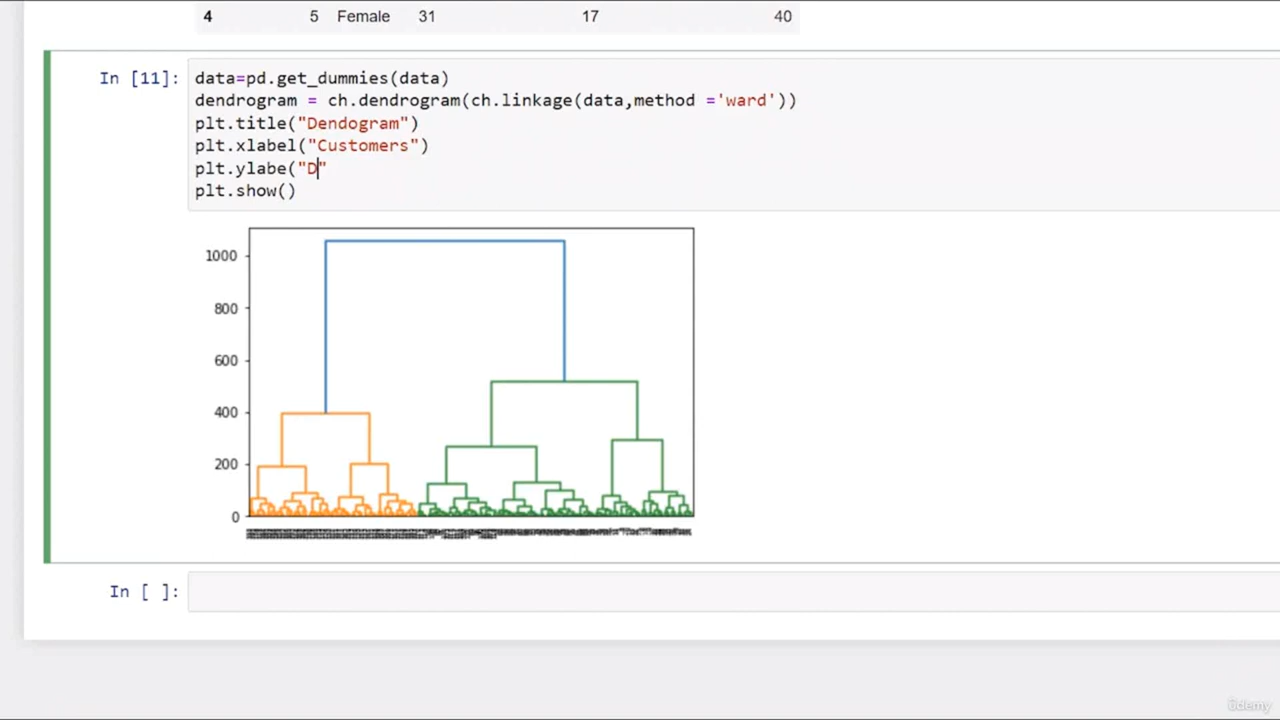 4 5 Female 31 17 40
In [11]: data=pd.get_dummies(data)
dendrogram = ch.dendrogram(ch.linkage(data,method ='ward'))
plt.title("Dendogram")
plt.xlabel("Customers")
plt.ylabe("D"
plt.show()
1000
800
600
400
200
0
In [ ]:
ûdemy